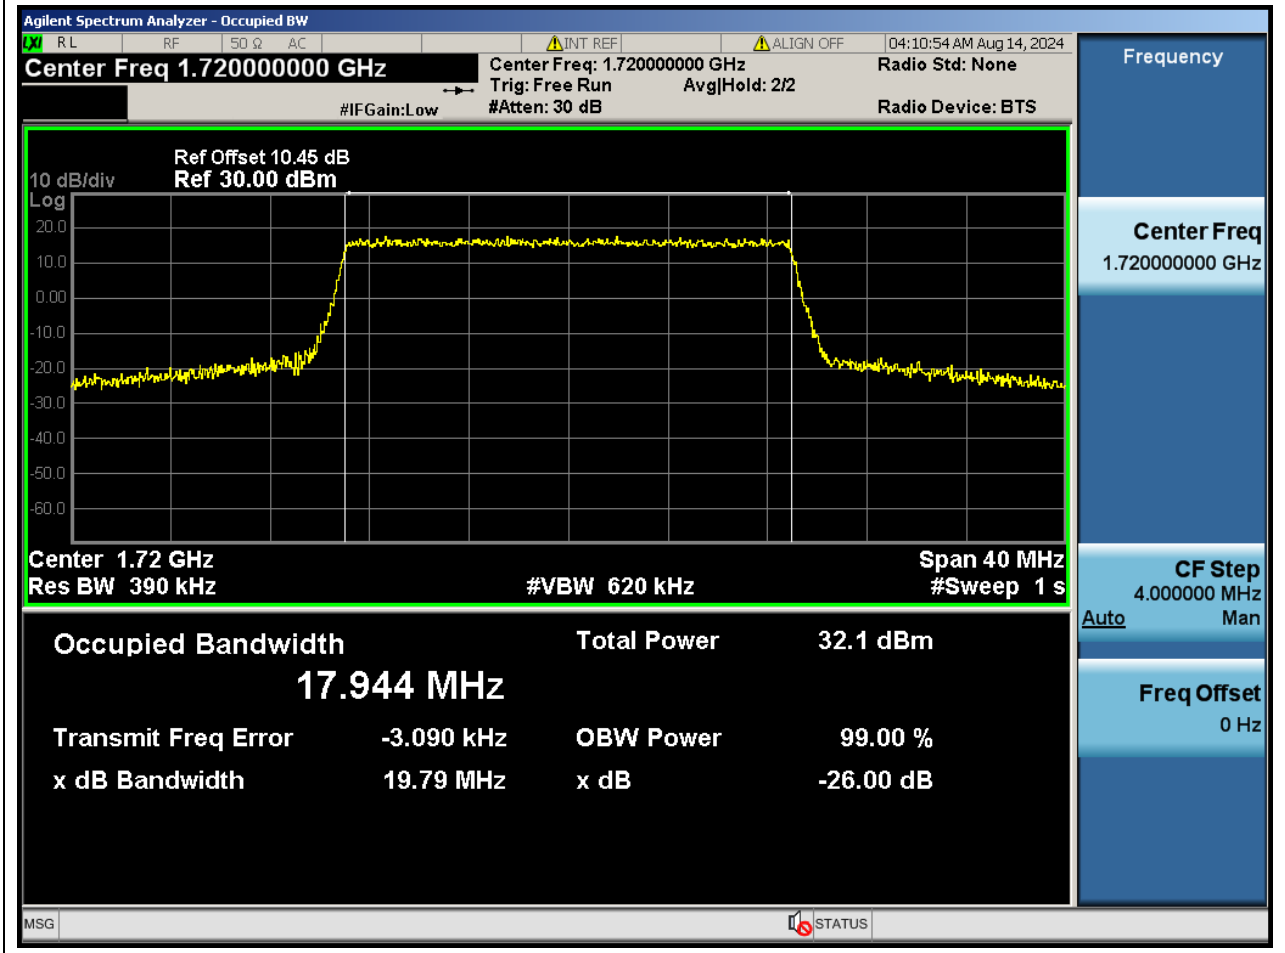 Agilent Spectrum Analyzer - Occupied BW
LXI RL RF 50 Ω AC INT REF ALIGN OFF 04:10:54 AM Aug 14, 2024
Center Freq 1.720000000 GHz
Center Freq: 1.720000000 GHz
Radio Std: None
Trig: Free Run Avg|Hold: 2/2
#IFGain:Low
#Atten: 30 dB
Radio Device: BTS
Ref Offset 10.45 dB
10 dB/div Ref 30.00 dBm
Log
20.0
10.0
0.00
-10.0
-20.0
-30.0
-40.0
-50.0
-60.0
Center 1.72 GHz Span 40 MHz
Res BW 390 kHz #VBW 620 kHz #Sweep 1 s
Occupied Bandwidth Total Power 32.1 dBm
17.944 MHz
Transmit Freq Error -3.090 kHz OBW Power 99.00 %
x dB Bandwidth 19.79 MHz x dB -26.00 dB
Frequency
Center Freq
1.720000000 GHz
CF Step
4.000000 MHz
Auto Man
Freq Offset
0 Hz
MSG STATUS